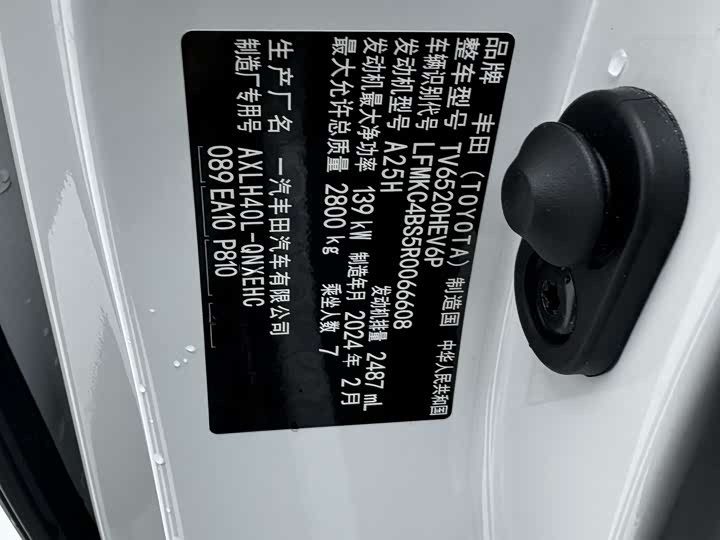 品牌 丰田（TOYOTA） 制造国 中华人民共和国
整车型号 TV6520HEV6P
车辆识别代号 LFMKC4BS5R0066608
发动机型号 A25H 发动机排量 2487 mL
发动机最大净功率 139 kW 制造年月 2024年 2月
最大允许总质量 2800 kg 乘坐人数 7
生产厂名 一汽丰田汽车有限公司
制造厂专用号 AXLH40L-QNXEHC
089 EA10 P810